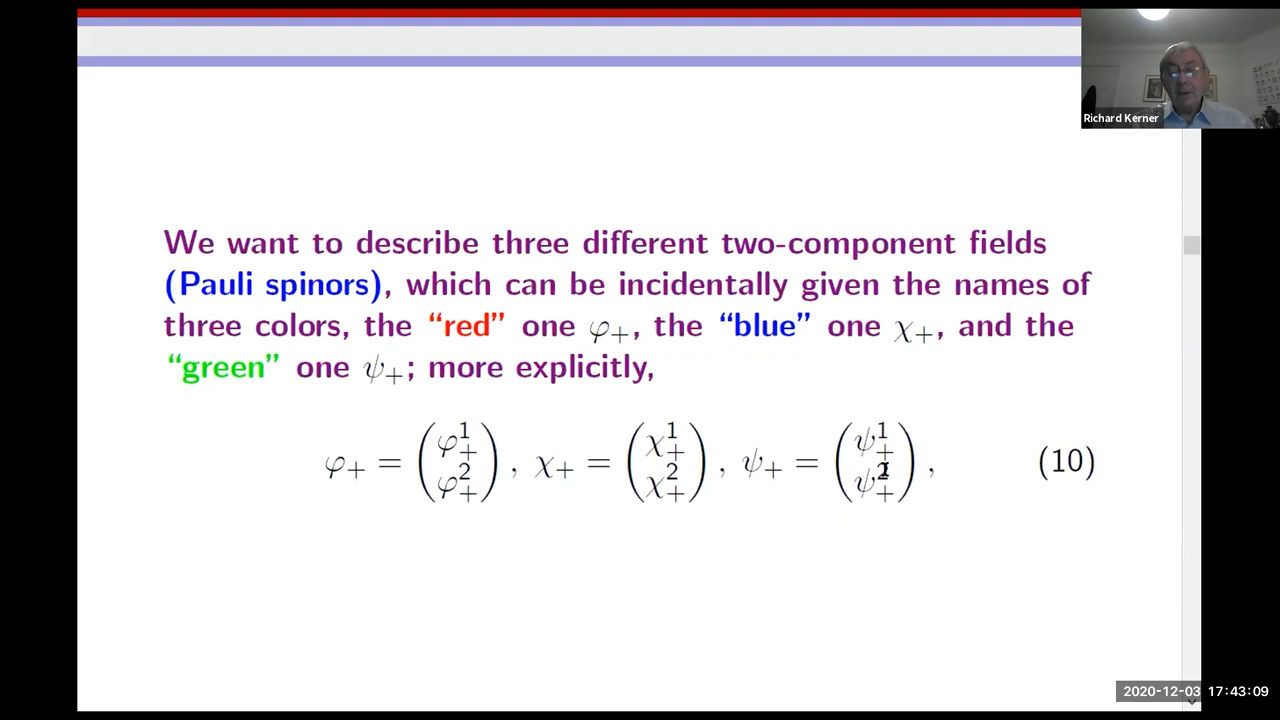 Richard Kerner
We want to describe three different two-component fields
(Pauli spinors), which can be incidentally given the names of
three colors, the “red” one φ₊, the “blue” one χ₊, and the
“green” one ψ₊; more explicitly,
φ₊ = (φ₊¹ φ₊²), χ₊ = (χ₊¹ χ₊²), ψ₊ = (ψ₊¹ ψ₊²), (10)
2020-12-03 17:43:09